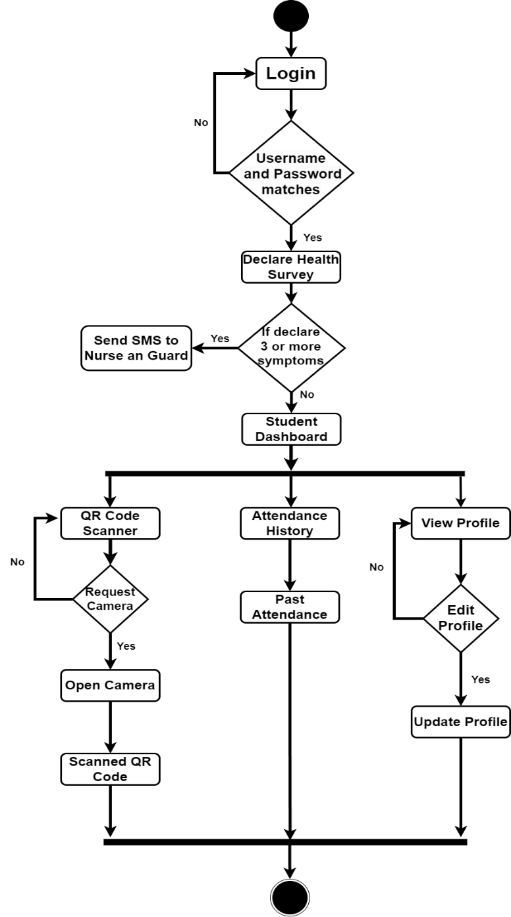 Login
No
Username
and Password
matches
Yes
Declare Health
Survey
If declare
3 or more
symptoms
Yes
Send SMS to
Nurse an Guard
No
Student
Dashboard
QR Code
Scanner
No
Request
Camera
Yes
Open Camera
Scanned QR
Code
Attendance
History
Past
Attendance
View Profile
No
Edit
Profile
Yes
Update Profile